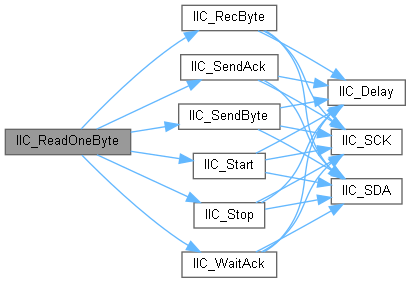 IIC_ReadOneByte
IIC_RecByte
IIC_SendAck
IIC_SendByte
IIC_Start
IIC_Stop
IIC_WaitAck
IIC_Delay
IIC_SCK
IIC_SDA